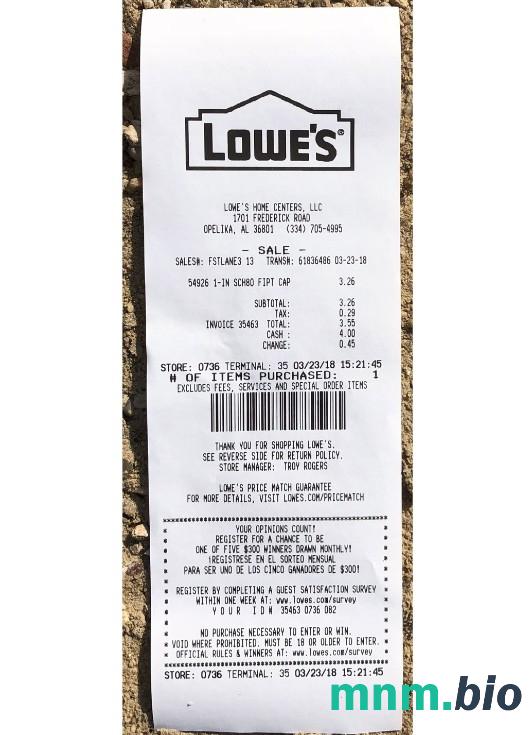 LOWE'S®
LOWE'S HOME CENTERS, LLC
1701 FREDERICK ROAD
OPELIKA, AL 36801 (334) 705-4995
- SALE -
SALES#: FSTLANE3 13 TRANS#: 61836486 03-23-18
54926 1-IN SCH80 FIPT CAP 3.26
SUBTOTAL: 3.26
TAX: 0.29
INVOICE 35463 TOTAL: 3.55
CASH : 4.00
CHANGE: 0.45
STORE: 0736 TERMINAL: 35 03/23/18 15:21:45
# OF ITEMS PURCHASED: 1
EXCLUDES FEES, SERVICES AND SPECIAL ORDER ITEMS
THANK YOU FOR SHOPPING LOWE'S.
SEE REVERSE SIDE FOR RETURN POLICY.
STORE MANAGER: TROY ROGERS
LOWE'S PRICE MATCH GUARANTEE
FOR MORE DETAILS, VISIT LOWES.COM/PRICEMATCH
YOUR OPINIONS COUNT!
REGISTER FOR A CHANCE TO BE
ONE OF FIVE $300 WINNERS DRAWN MONTHLY!
¡REGISTRESE EN EL SORTEO MENSUAL
PARA SER UNO DE LOS CINCO GANADORES DE $300!
REGISTER BY COMPLETING A GUEST SATISFACTION SURVEY
WITHIN ONE WEEK AT: www.lowes.com/survey
Y O U R I D # 35463 0736 082
NO PURCHASE NECESSARY TO ENTER OR WIN.
* VOID WHERE PROHIBITED. MUST BE 18 OR OLDER TO ENTER. *
* OFFICIAL RULES & WINNERS AT: www.lowes.com/survey *
STORE: 0736 TERMINAL: 35 03/23/18 15:21:45
mnm.bio